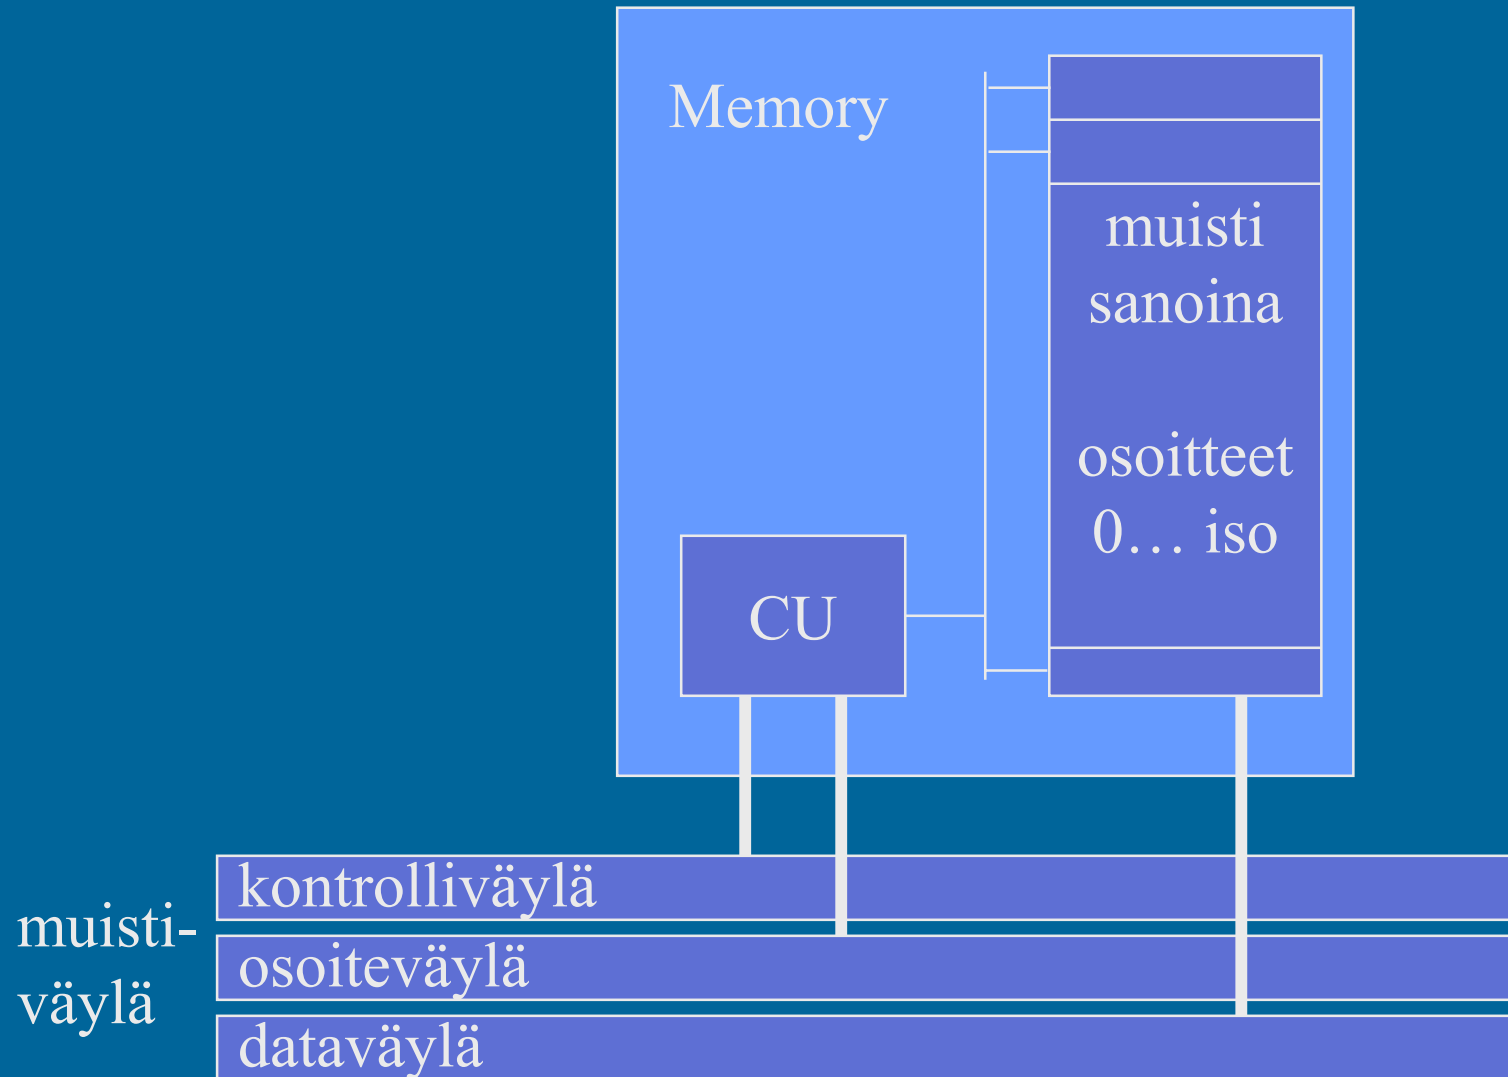 Memory
muisti
sanoina
osoitteet
0… iso
CU
muisti-
väylä
kontrolliväylä
osoiteväylä
dataväylä